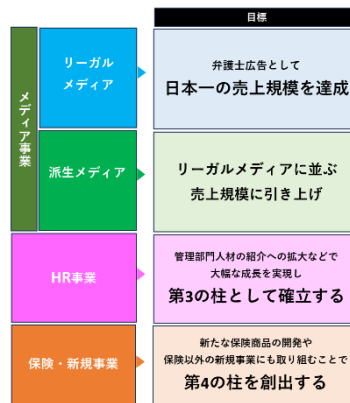 目標
メディア事業
リーガル
メディア
弁護士広告として
日本一の売上規模を達成
派生メディア
リーガルメディアに並ぶ
売上規模に引き上げ
HR事業
管理部門人材の紹介への拡大などで
大幅な成長を実現し
第3の柱として確立する
保険・新規事業
新たな保険商品の開発や
保険以外の新規事業にも取り組むことで
第4の柱を創出する